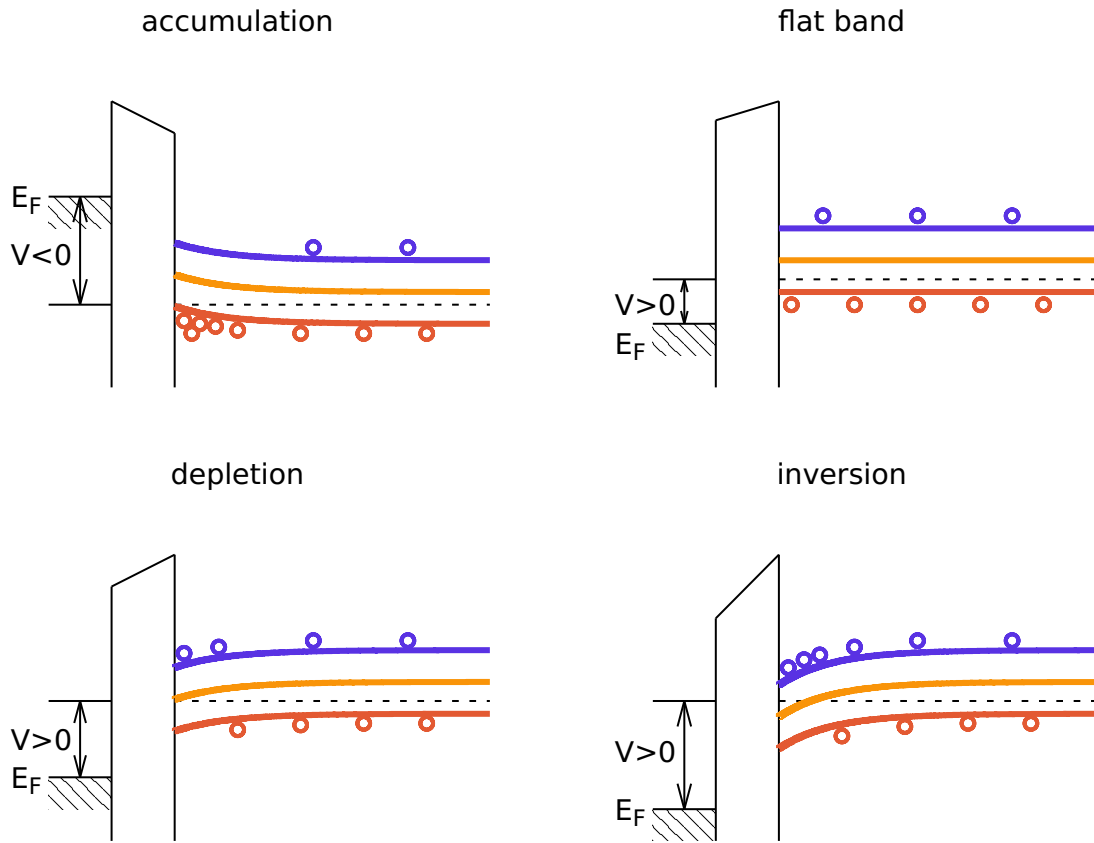 accumulation
flat band
E_F
V<0
V>0
E_F
depletion
inversion
V>0
E_F
V>0
E_F